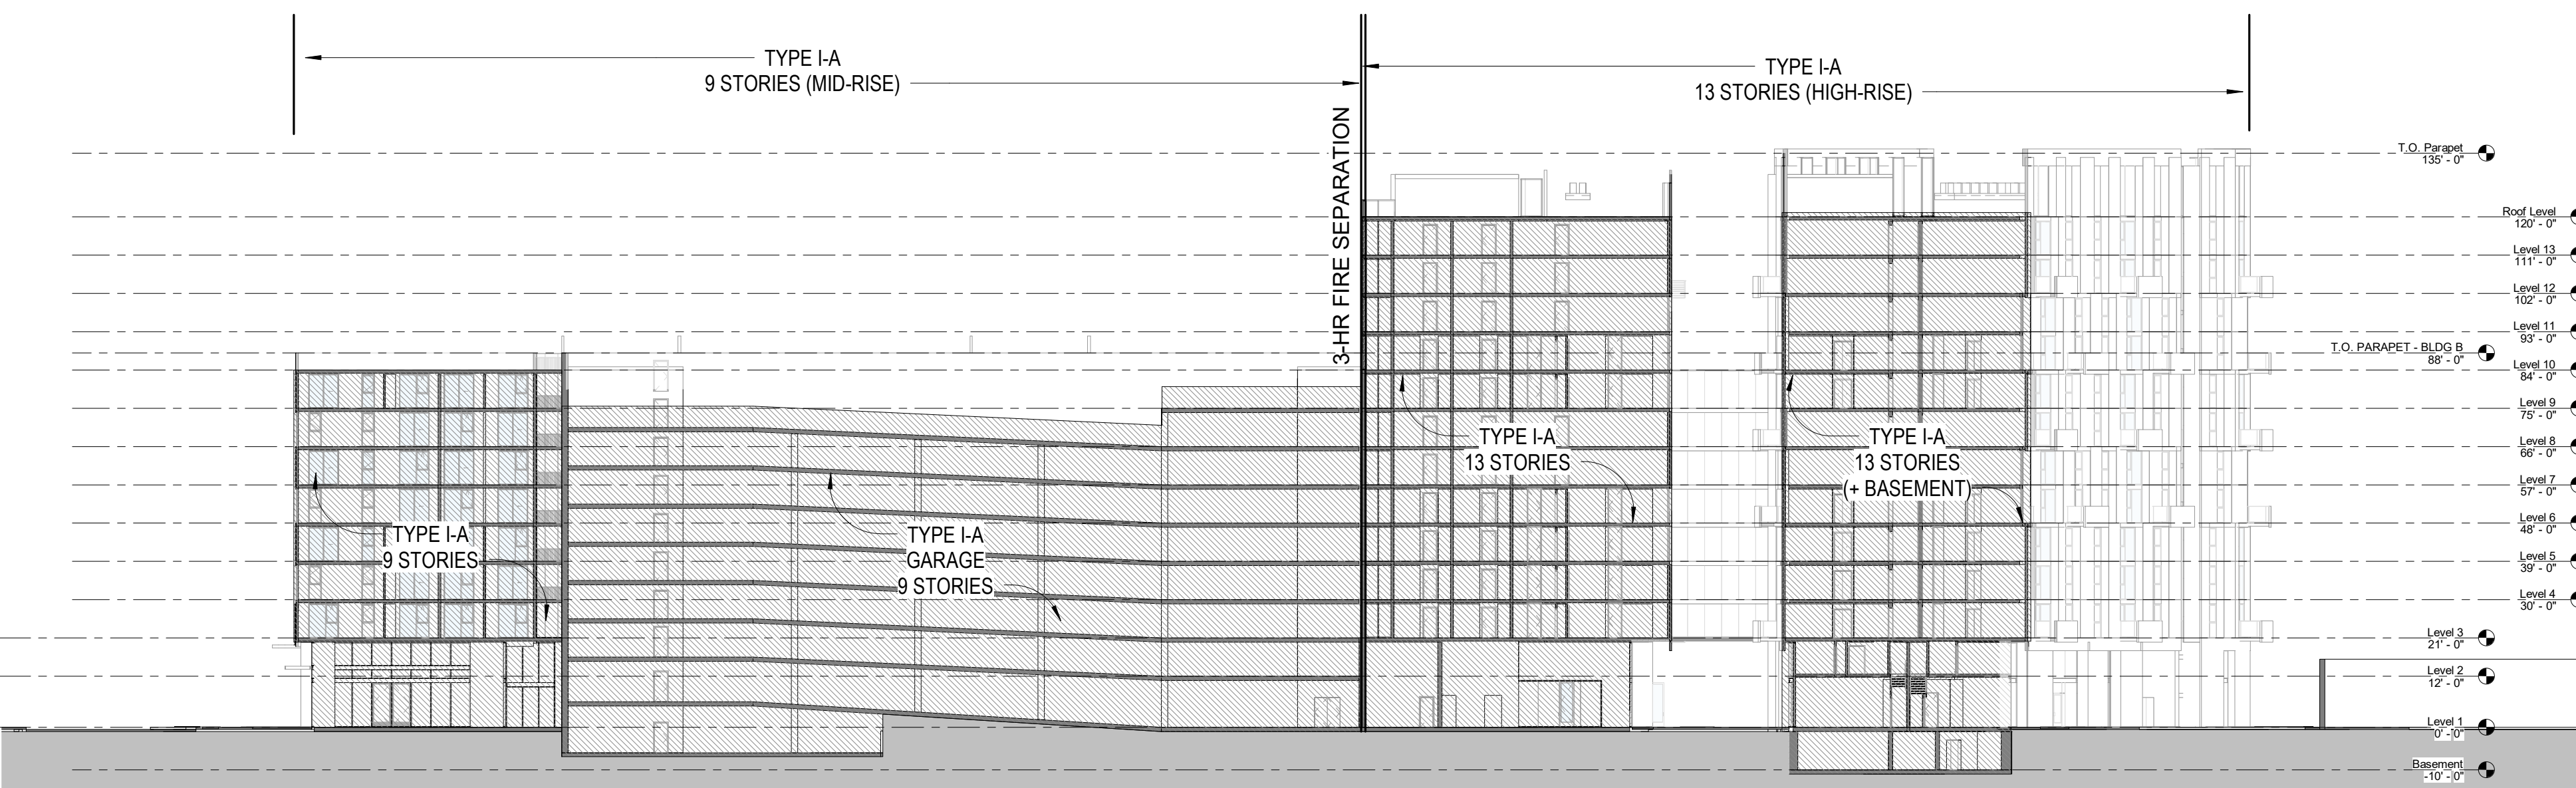 TYPE I-A
9 STORIES (MID-RISE)
TYPE I-A
13 STORIES (HIGH-RISE)
3-HR FIRE SEPARATION
TYPE I-A
9 STORIES
TYPE I-A
GARAGE
9 STORIES
TYPE I-A
13 STORIES
TYPE I-A
13 STORIES
(+ BASEMENT)
T.O. Parapet
135' - 0"
Roof Level
120' - 0"
Level 13
111' - 0"
Level 12
102' - 0"
Level 11
93' - 0"
T.O. PARAPET - BLDG B
88' - 0"
Level 10
84' - 0"
Level 9
75' - 0"
Level 8
66' - 0"
Level 7
57' - 0"
Level 6
48' - 0"
Level 5
39' - 0"
Level 4
30' - 0"
Level 3
21' - 0"
Level 2
12' - 0"
Level 1
0' - 0"
Basement
-10' - 0"